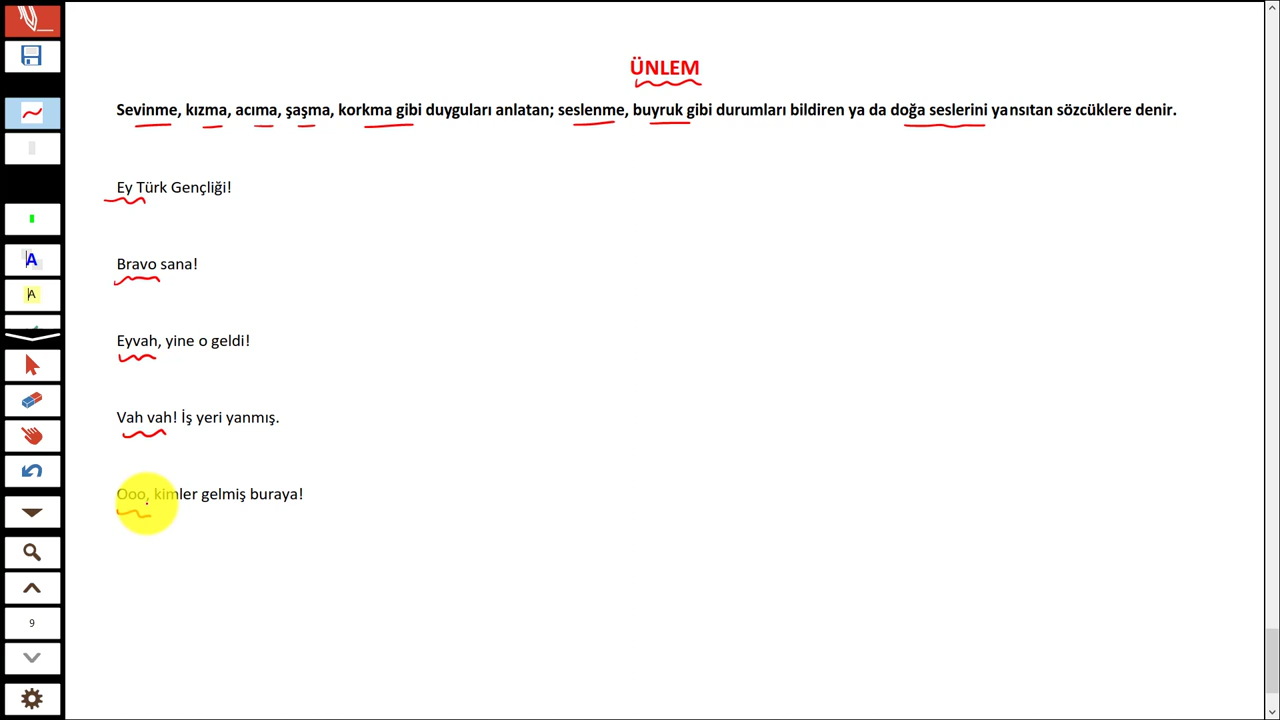 ÜNLEM
Sevinme, kızma, acıma, şaşma, korkma gibi duyguları anlatan; seslenme, buyruk gibi durumları bildiren ya da doğa seslerini yansıtan sözcüklere denir.
Ey Türk Gençliği!
Bravo sana!
Eyvah, yine o geldi!
Vah vah! İş yeri yanmış.
Ooo, kimler gelmiş buraya!
A
A
9